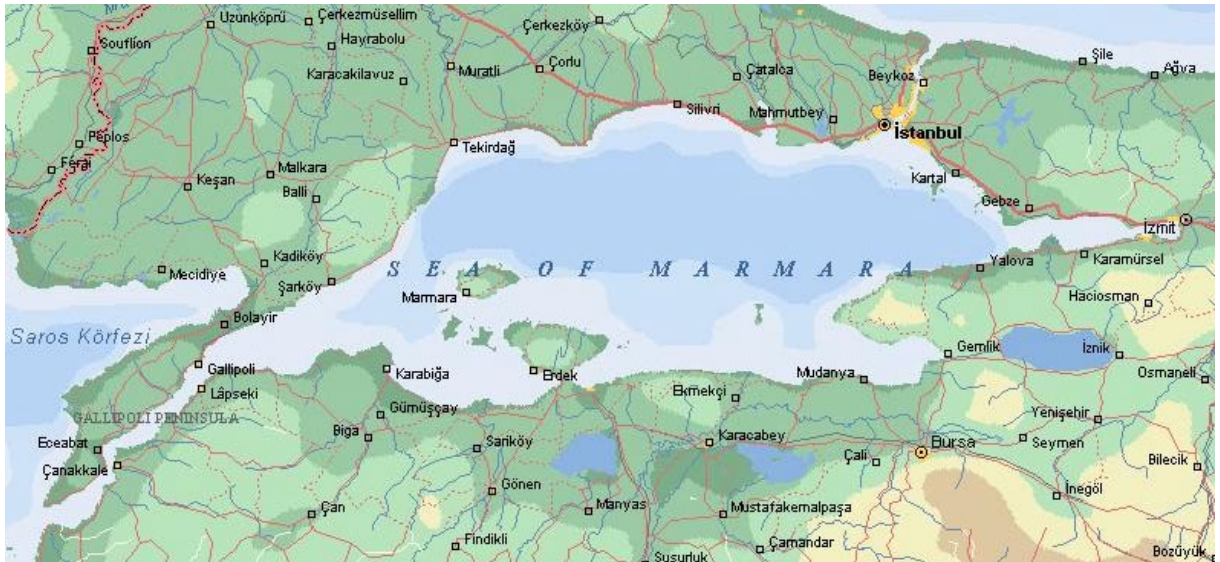 Uzunköprü
Çerkezmüsellim
Çerkezköy
Souflion
Hayrabolu
Şile
Muratli
Çorlu
Ağva
Karacakilavuz
Çatalca
Beykoz
Silivri
Mahmutbey
İstanbul
Peplos
Tekirdağ
Férai
Malkara
Kartal
Keşan
Balli
Gebze
İzmit
Kadiköy
Karamürsel
Mecidiye
SEA OF MARMARA
Yalova
Şarköy
Marmara
Haciosman
Bolayir
Saros Körfezi
Gemlik
İznik
Gallipoli
Karabiğa
Erdek
Mudanya
Osmaneli
Lâpseki
Ekmekçi
GALLIPOLI PENINSULA
Gümüşçay
Yenişehir
Eceabat
Biga
Sariköy
Karacabey
Bursa
Seymen
Çanakkale
Çali
Bilecik
Gönen
İnegöl
Çan
Manyas
Mustafakemalpaşa
Findikli
Çamandar
Susurluk
Bozüyük